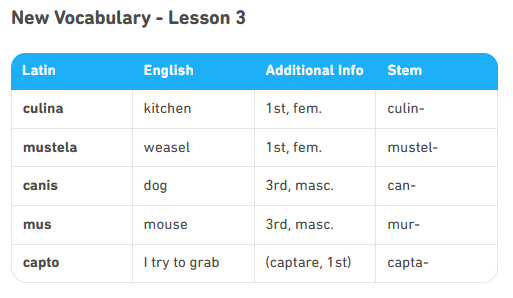 New Vocabulary - Lesson 3
Latin English Additional Info Stem
culina kitchen 1st, fem. culin-
mustela weasel 1st, fem. mustel-
canis dog 3rd, masc. can-
mus mouse 3rd, masc. mur-
capto I try to grab (captare, 1st) capta-